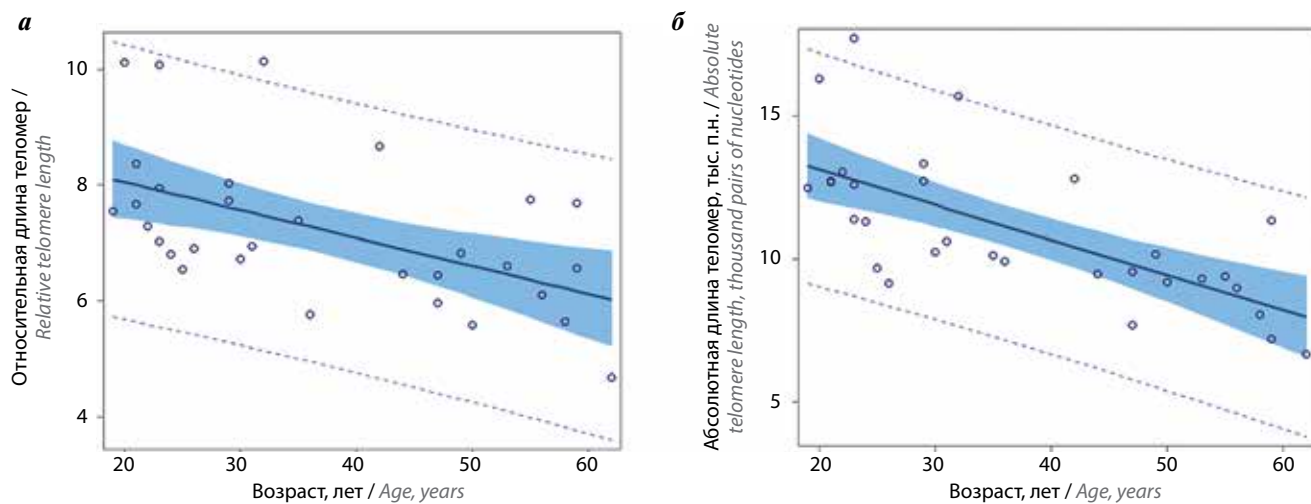 а
Относительная длина теломер /
Relative telomere length
10
8
6
4
20 30 40 50 60
Возраст, лет / Age, years
б
Абсолютная длина теломер, тыс. п.н. / Absolute
telomere length, thousand pairs of nucleotides
15
10
5
20 30 40 50 60
Возраст, лет / Age, years